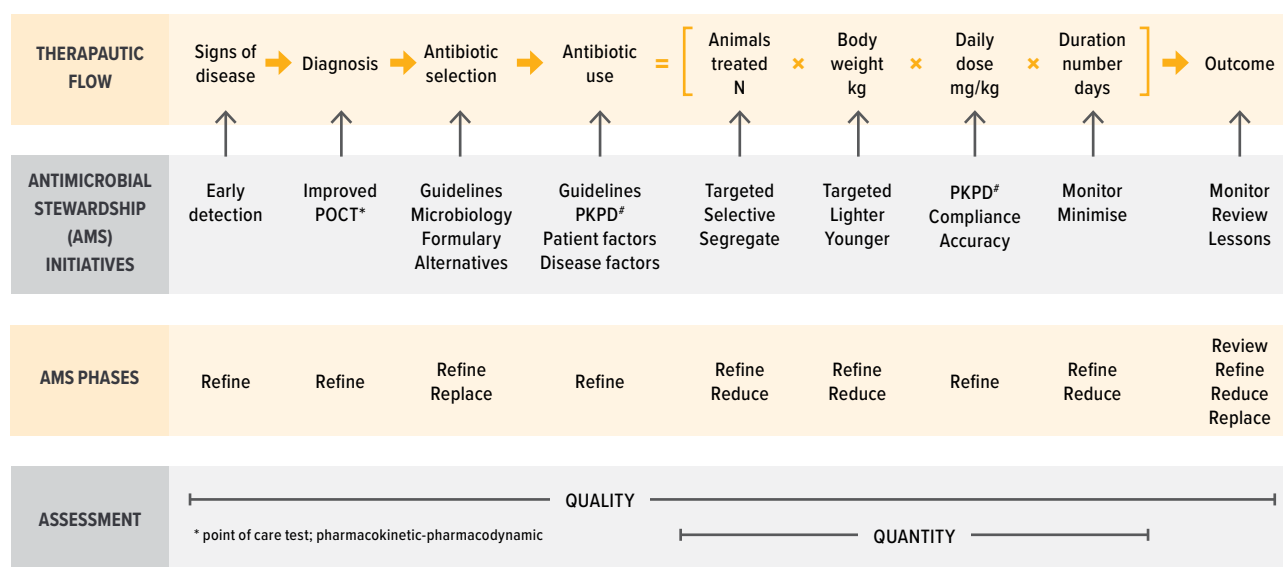 THERAPAUTIC
FLOW
Signs of
disease
Diagnosis
Antibiotic
selection
Antibiotic
use
=
Animals
treated
N
×
Body
weight
kg
×
Daily
dose
mg/kg
×
Duration
number
days
Outcome
ANTIMICROBIAL
STEWARDSHIP
(AMS)
INITIATIVES
Early
detection
Improved
POCT*
Guidelines
Microbiology
Formulary
Alternatives
Guidelines
PKPD#
Patient factors
Disease factors
Targeted
Selective
Segregate
Targeted
Lighter
Younger
PKPD#
Compliance
Accuracy
Monitor
Minimise
Monitor
Review
Lessons
AMS PHASES
Refine
Refine
Refine
Replace
Refine
Refine
Reduce
Refine
Reduce
Refine
Refine
Reduce
Review
Refine
Reduce
Replace
ASSESSMENT
QUALITY
* point of care test; pharmacokinetic-pharmacodynamic
QUANTITY